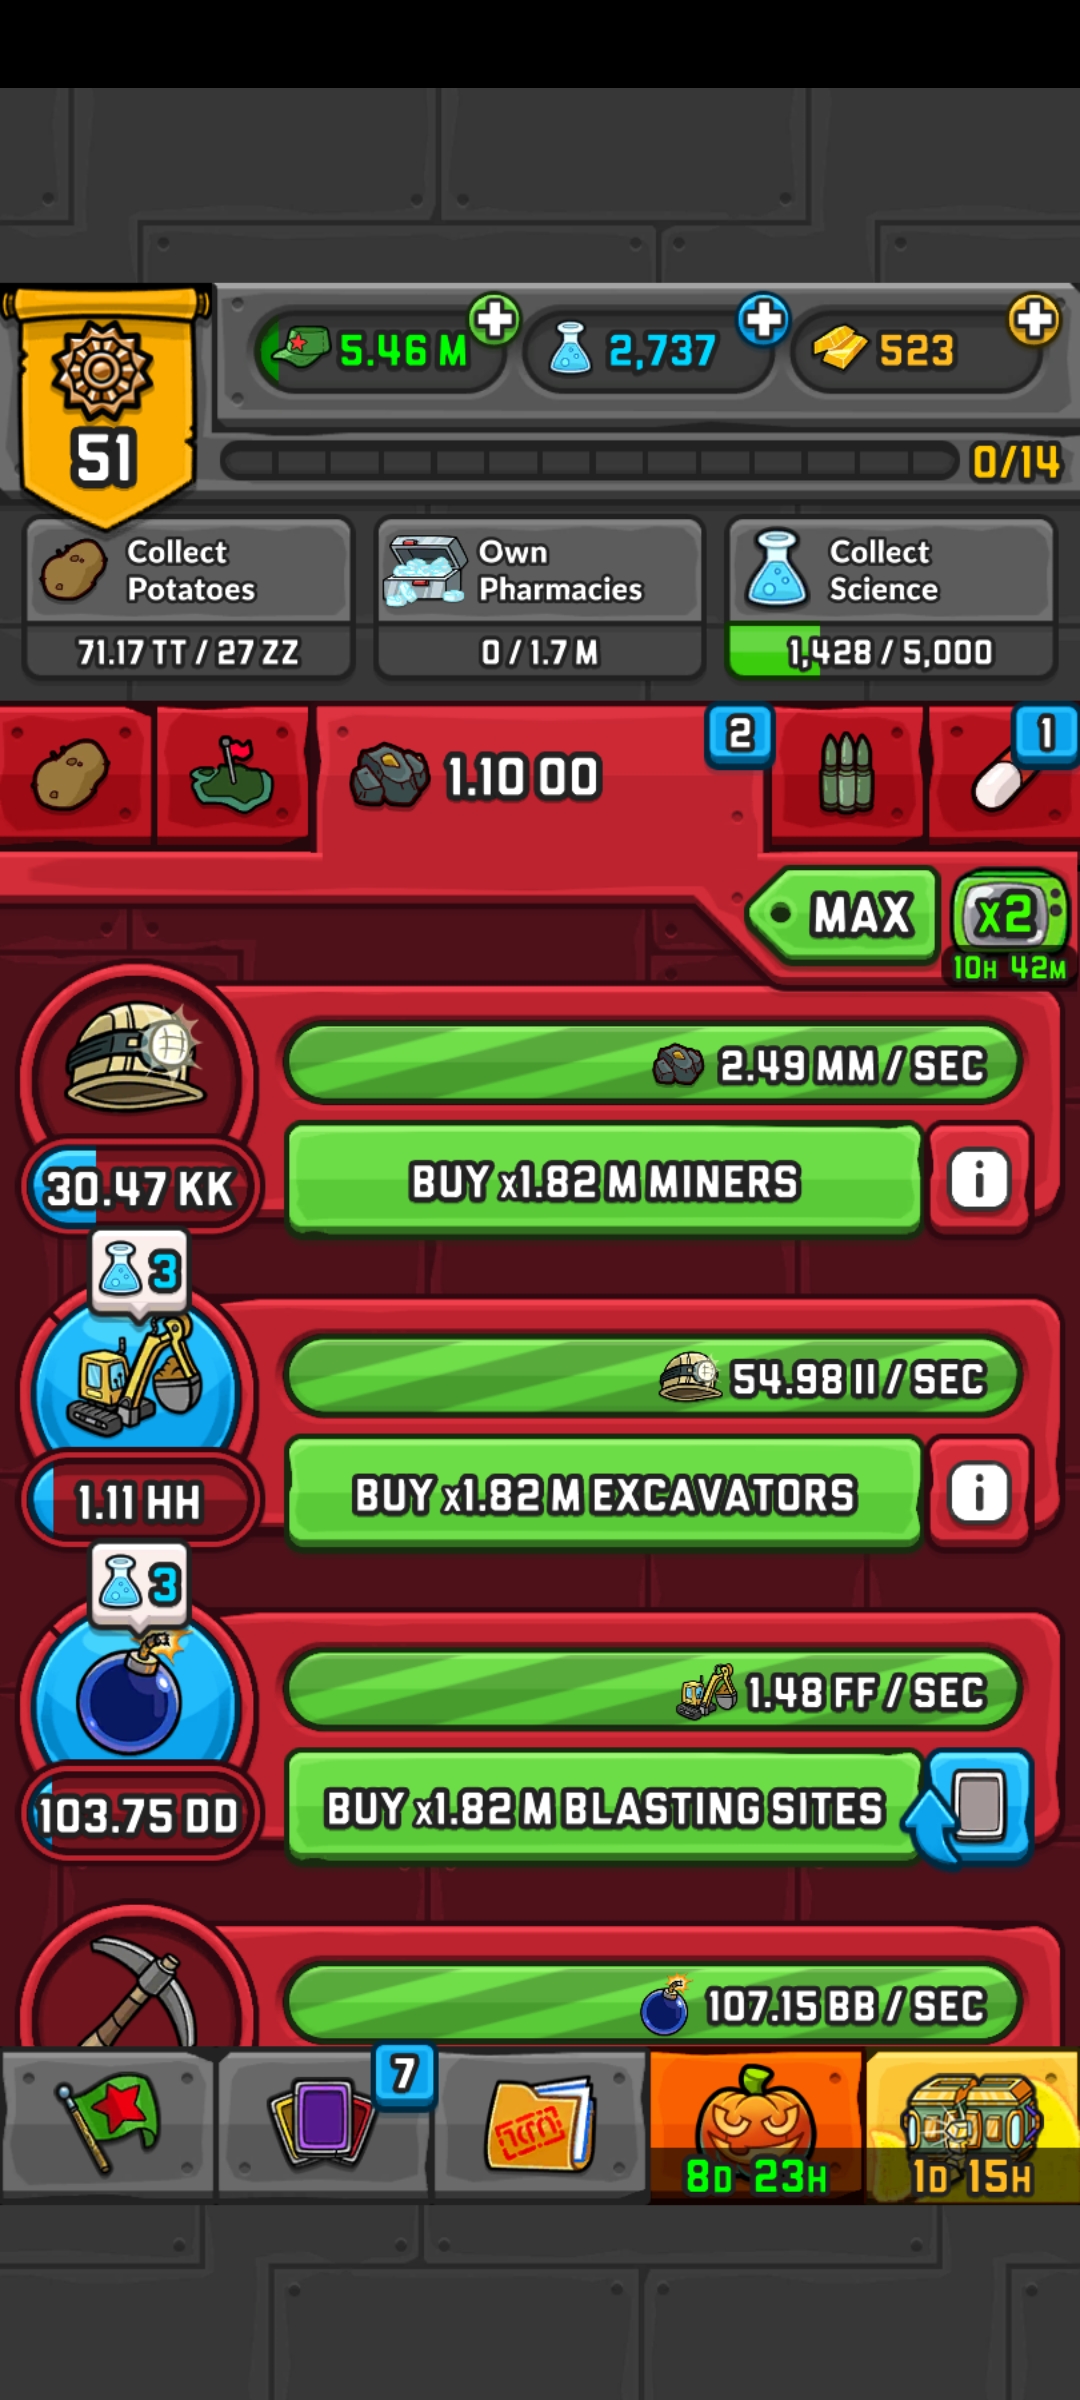 5.46 M
2,737
523
51
0/14
Collect
Potatoes
71.17 TT / 27 ZZ
Own
Pharmacies
0 / 1.7 M
Collect
Science
1,428 / 5,000
1.10 OO
2
1
MAX
x2
10H 42M
2.49 MM / SEC
30.47 KK
BUY x1.82 M MINERS
3
54.98 II / SEC
1.11 HH
BUY x1.82 M EXCAVATORS
3
1.48 FF / SEC
103.75 DD
BUY x1.82 M BLASTING SITES
107.15 BB / SEC
7
8D 23H
1D 15H